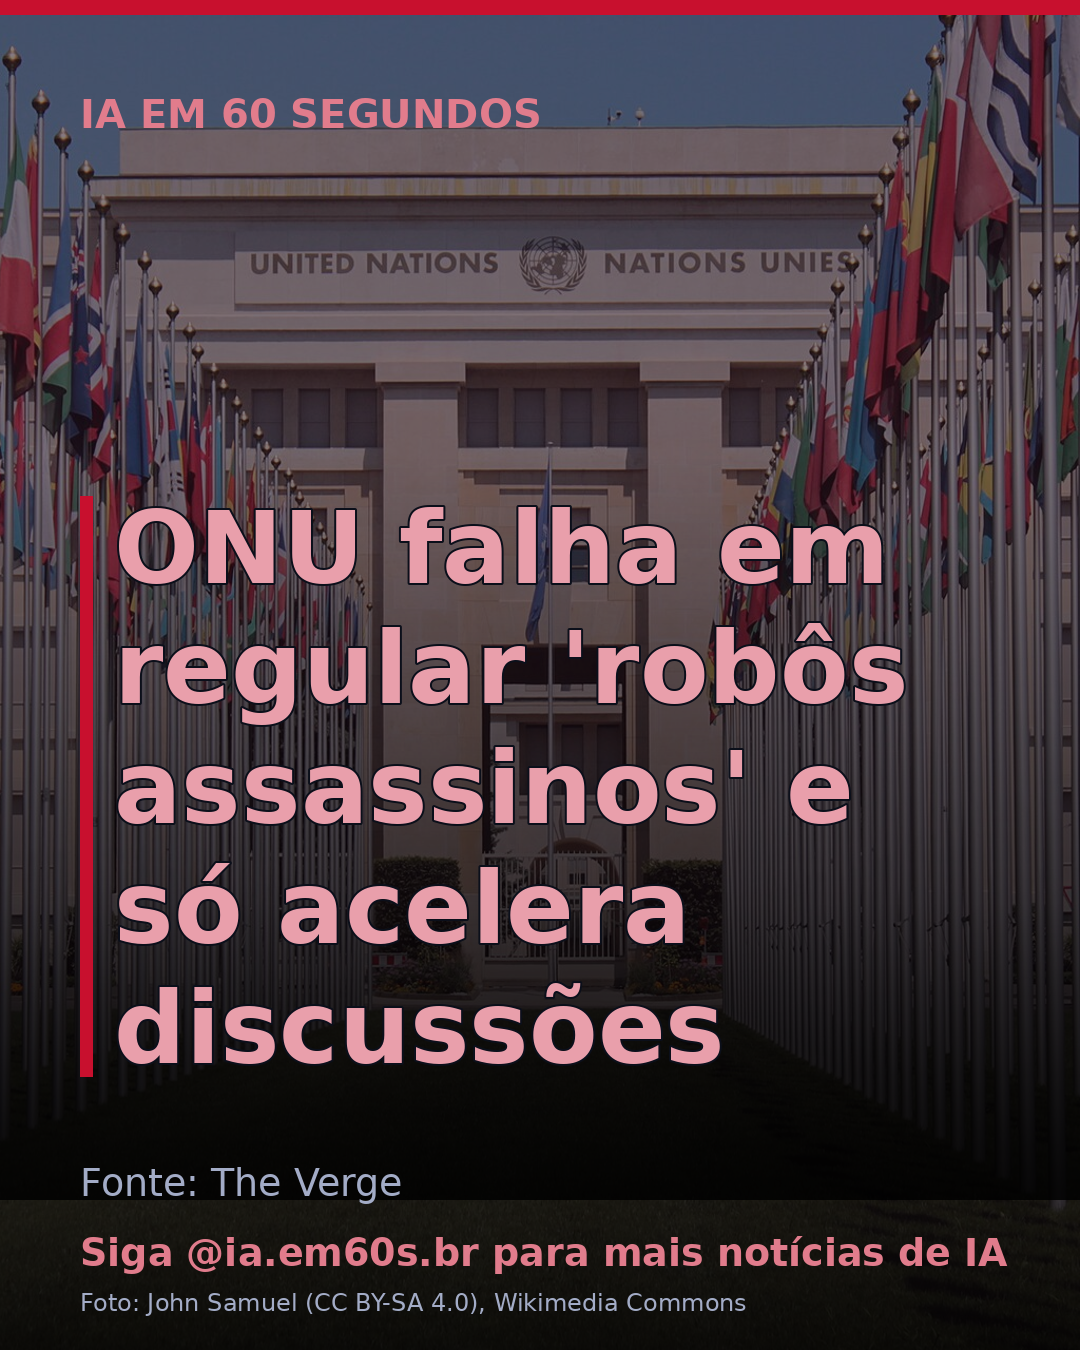 IA EM 60 SEGUNDOS
UNITED NATIONS NATIONS UNIES
ONU falha em
regular 'robôs
assassinos' e
só acelera
discussões
Fonte: The Verge
Siga @ia.em60s.br para mais notícias de IA
Foto: John Samuel (CC BY-SA 4.0), Wikimedia Commons